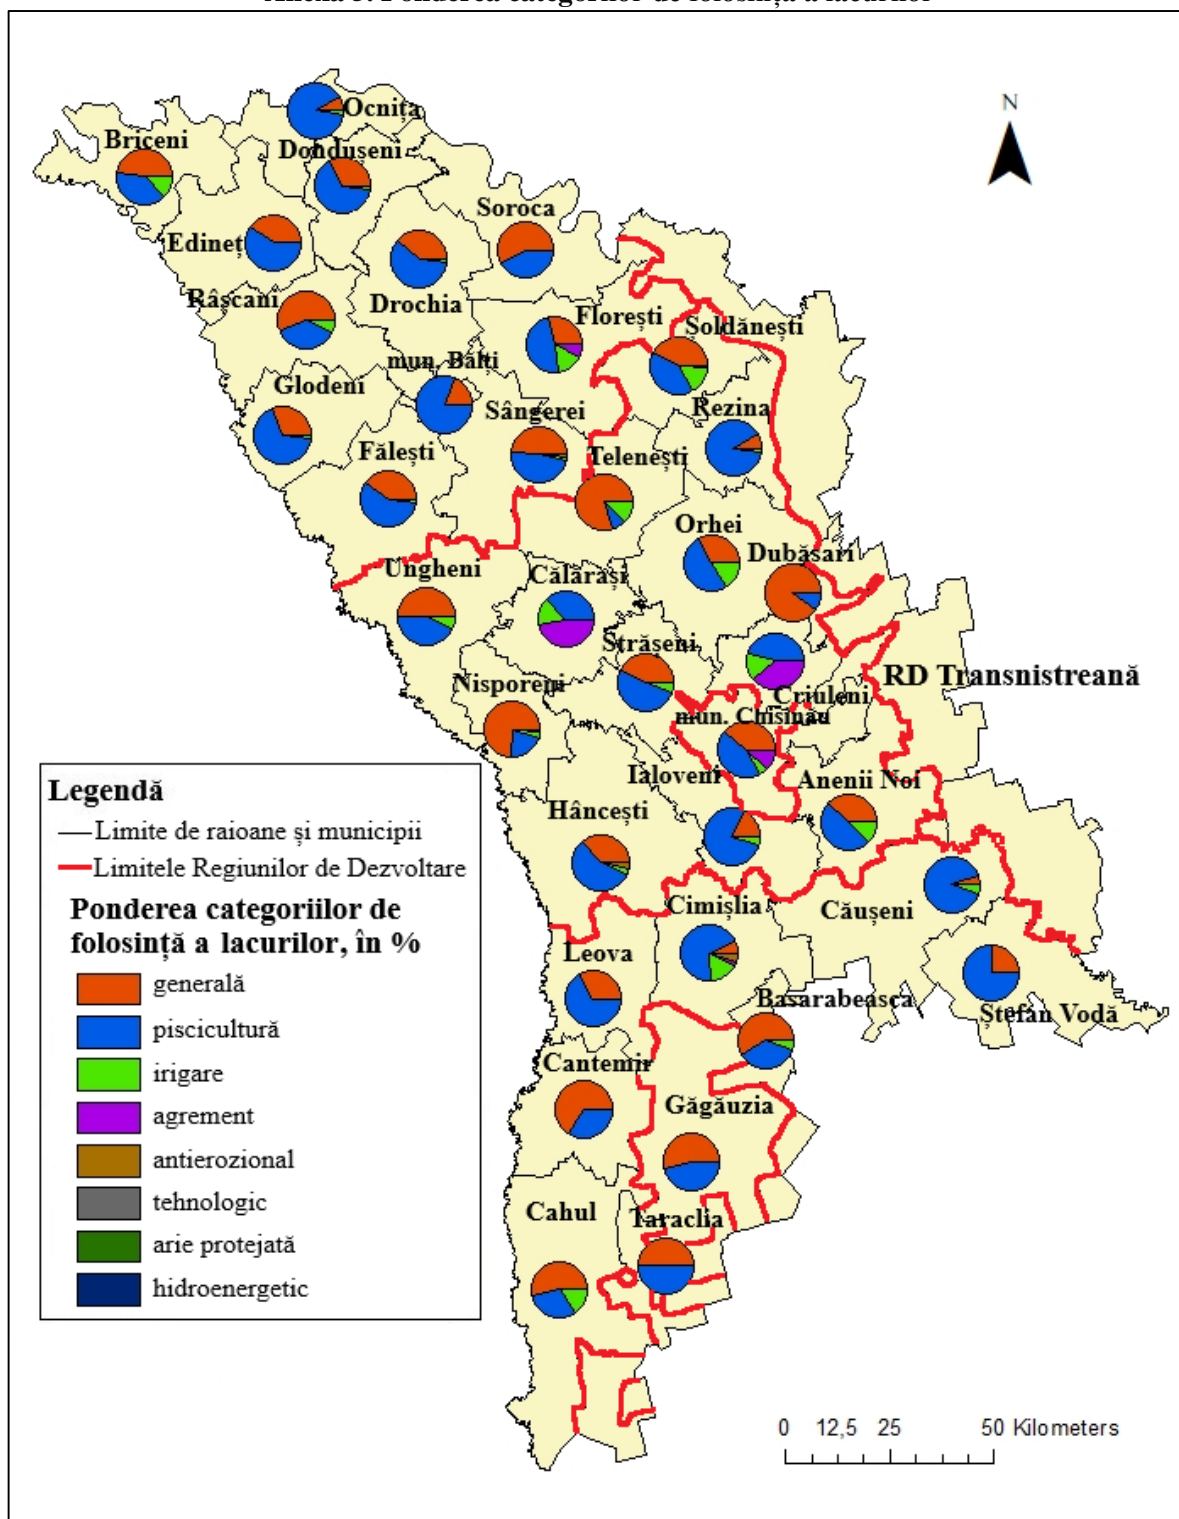 N
Ocnița
Briceni
Dondușeni
Soroca
Edineț
Drochia
Râșcani
Florești
Șoldănești
mun. Bălți
Glodeni
Sângerei
Rezina
Fălești
Telenești
Orhei
Dubăsari
Ungheni
Călărași
Strășeni
RD Transnistreană
Nisporeni
Criuleni
mun. Chișinău
Ialoveni
Anenii Noi
Hâncești
Căușeni
Cimișlia
Leova
Basarabeasca
Ștefan Vodă
Cantemir
Găgăuzia
Cahul
Taraclia
Legendă
Limite de raioane și municipii
Limitele Regiunilor de Dezvoltare
Ponderea categoriilor de
folosință a lacurilor, în %
generală
piscicultură
irigare
agrement
antierozional
tehnologic
arie protejată
hidroenergetic
0 12,5 25 50 Kilometers